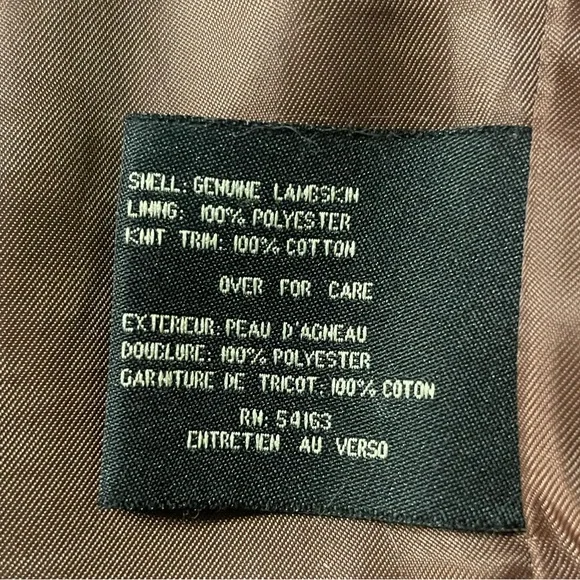 SHELL: GENUINE LAMBSKIN
LINING: 100% POLYESTER
KNIT TRIM: 100% COTTON
OVER FOR CARE
EXTERIEUR: PEAU D'AGNEAU
DOUBLURE: 100% POLYESTER
GARNITURE DE TRICOT: 100% COTON
RN: 54163
ENTRETIEN AU VERSO